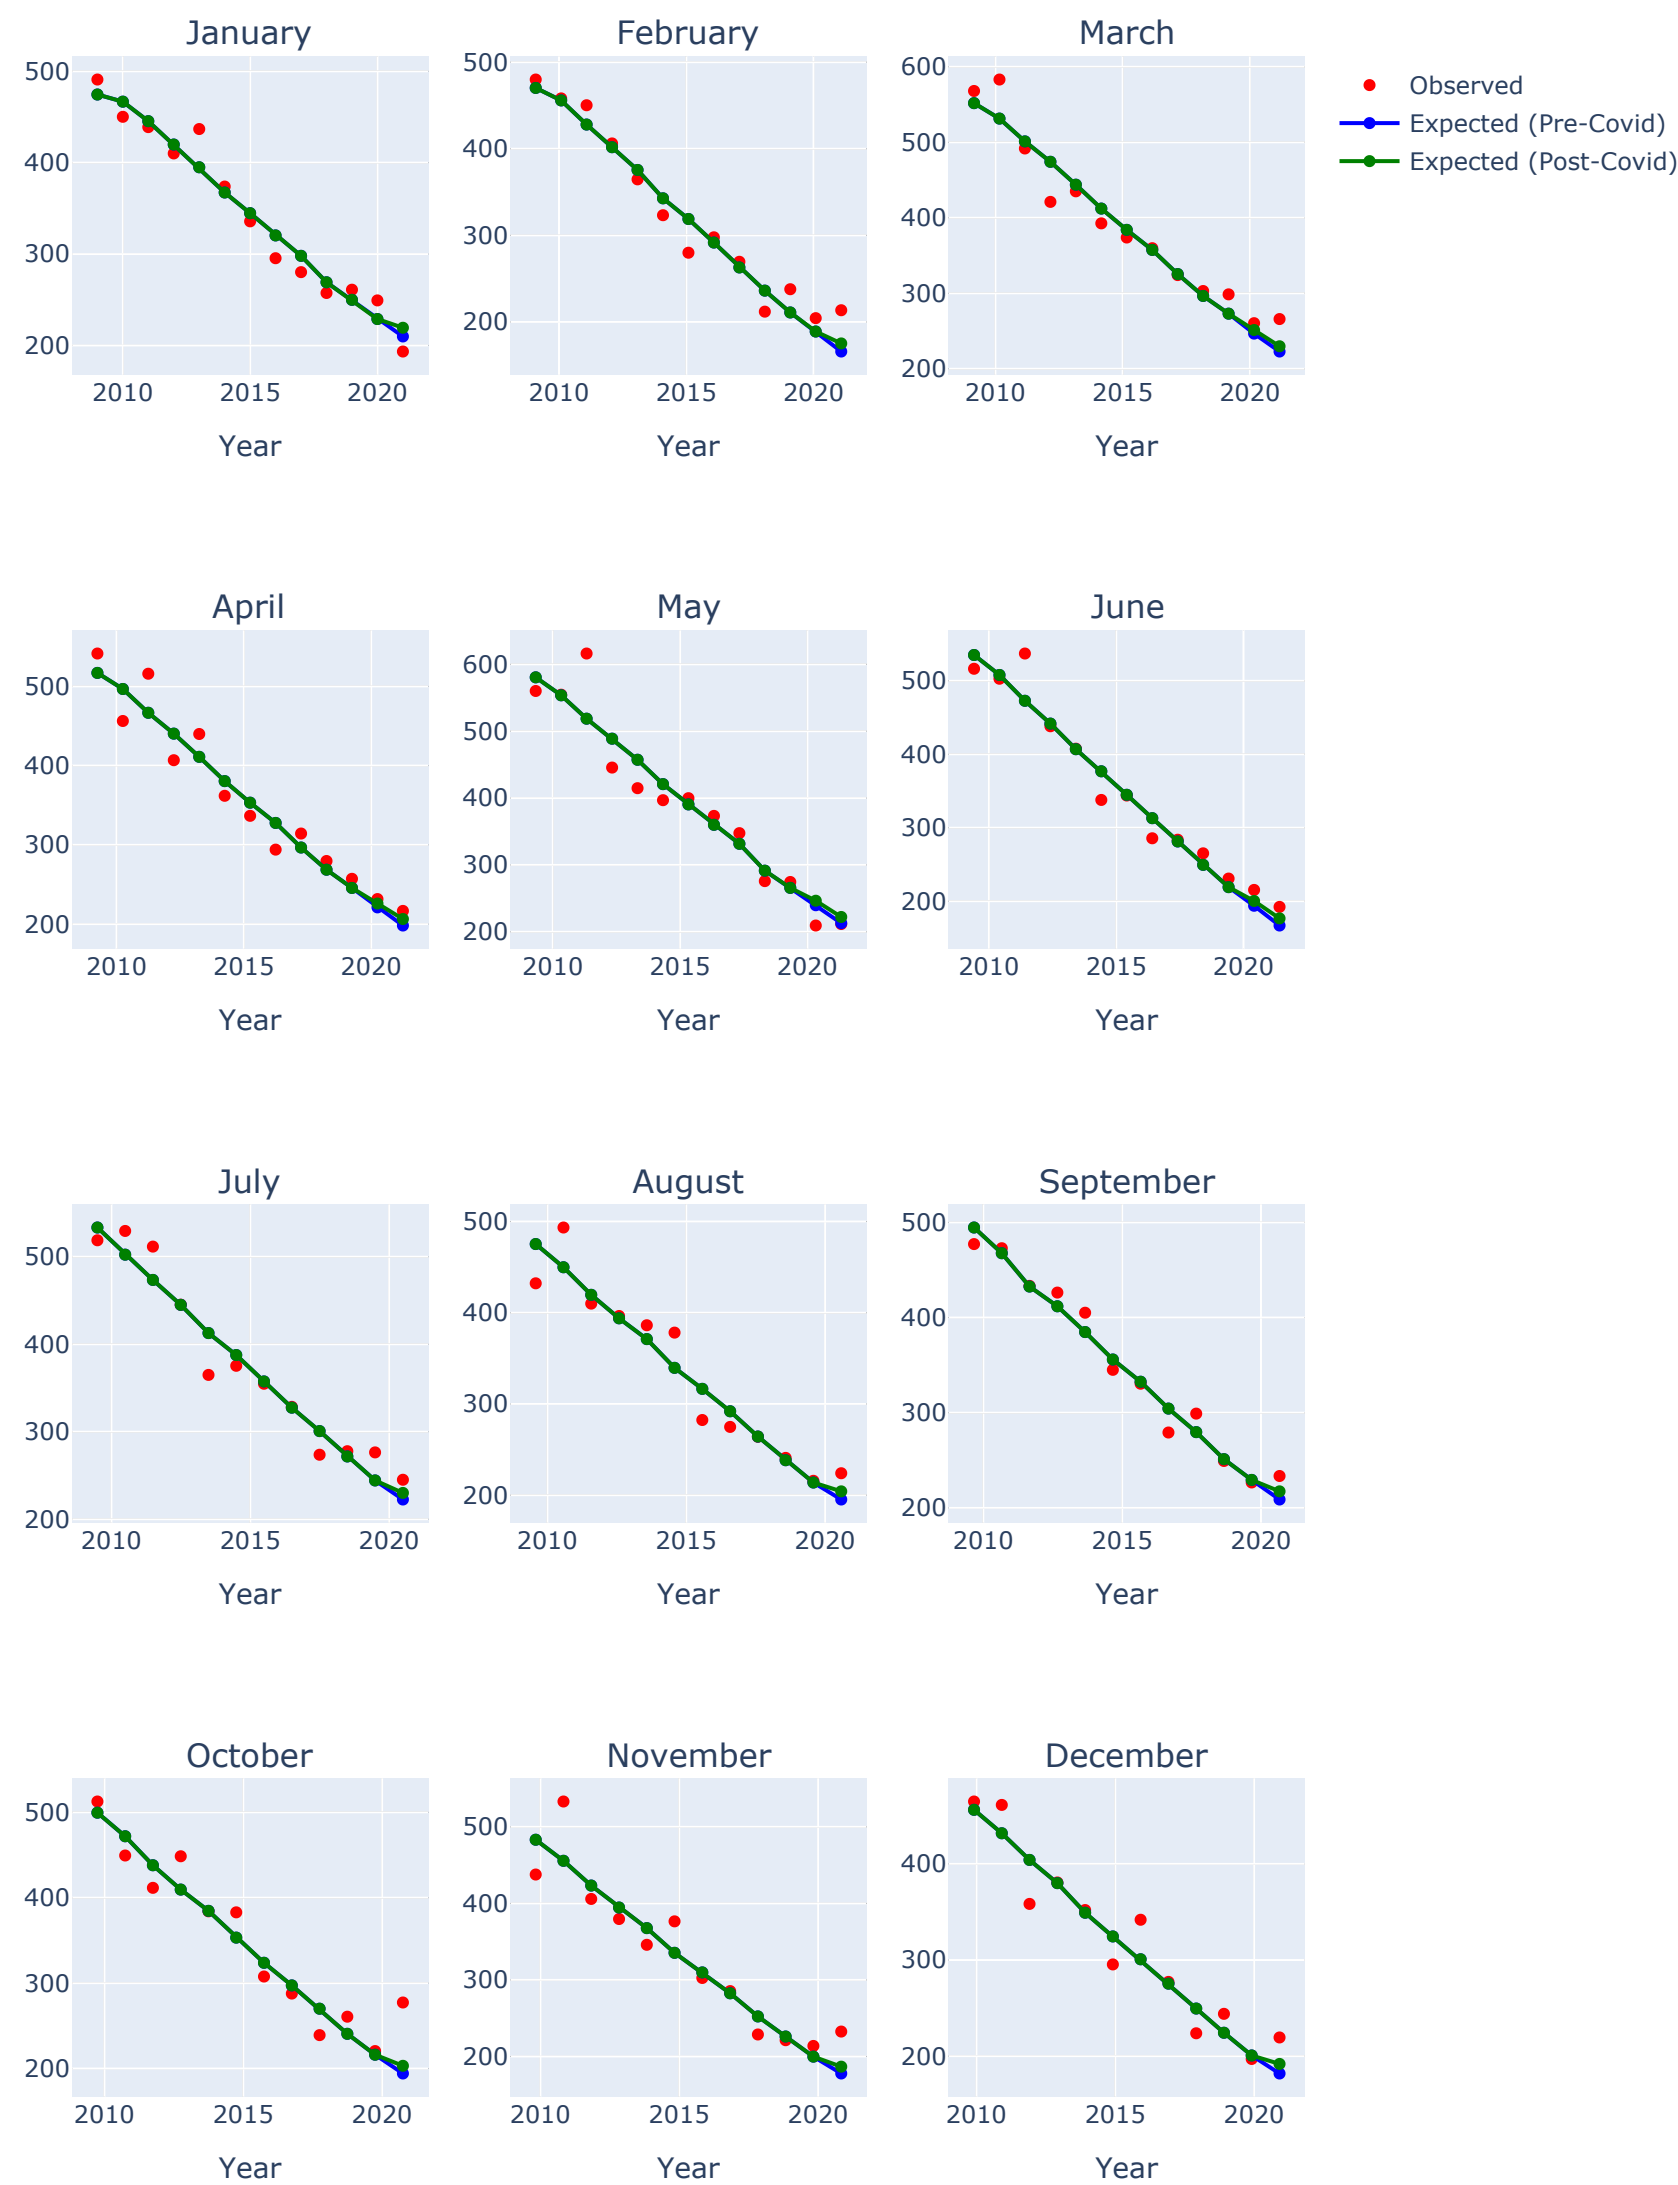 January
February
March
500
400
300
200
2010 2015 2020
Year
500
400
300
200
2010 2015 2020
Year
600
500
400
300
200
2010 2015 2020
Year
Observed
Expected (Pre-Covid)
Expected (Post-Covid)
April
May
June
500
400
300
200
2010 2015 2020
Year
600
500
400
300
200
2010 2015 2020
Year
500
400
300
200
2010 2015 2020
Year
July
August
September
500
400
300
200
2010 2015 2020
Year
500
400
300
200
2010 2015 2020
Year
500
400
300
200
2010 2015 2020
Year
October
November
December
500
400
300
200
2010 2015 2020
Year
500
400
300
200
2010 2015 2020
Year
400
300
200
2010 2015 2020
Year